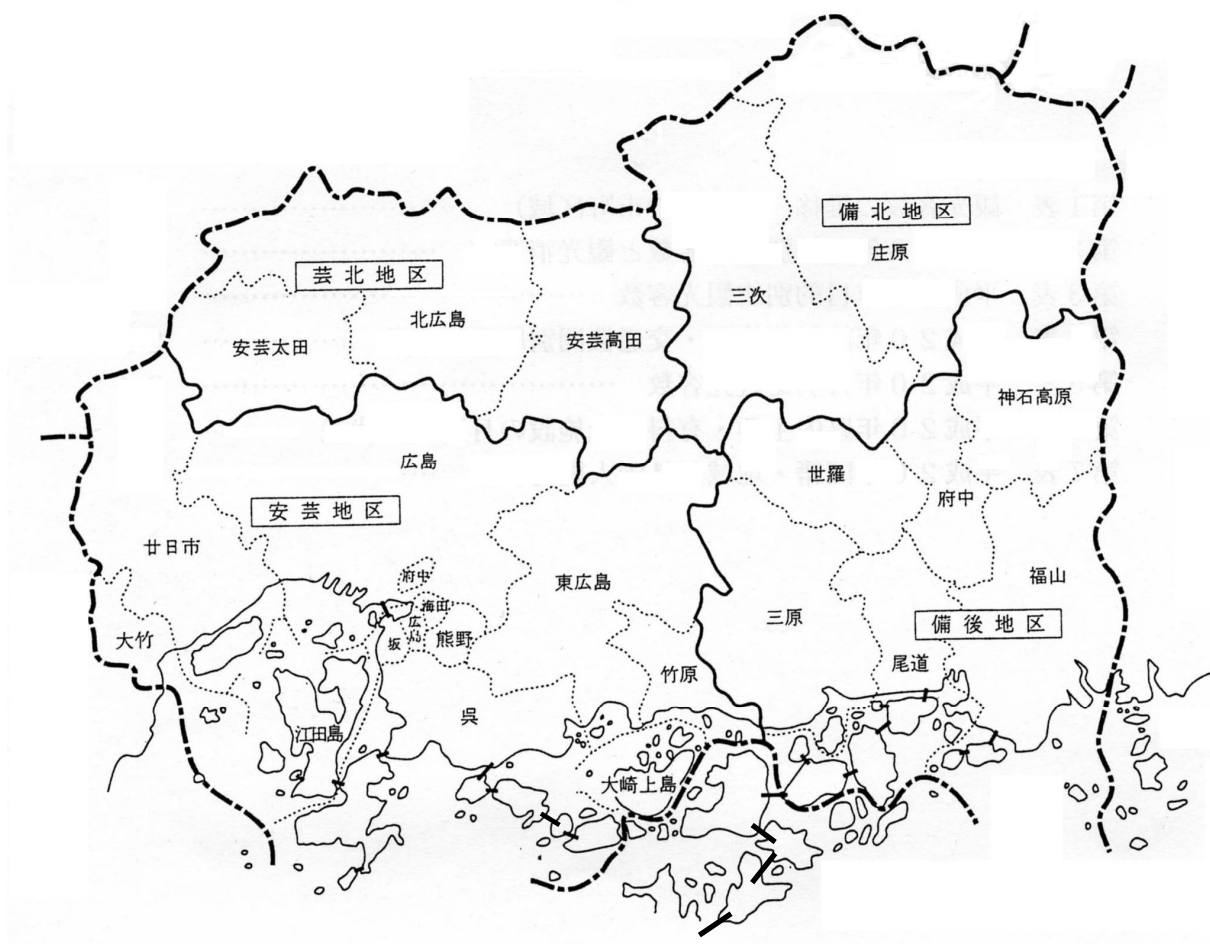 備北地区
庄原
芸北地区
三次
北広島
安芸高田
安芸太田
神石高原
広島
世羅
府中
安芸地区
廿日市
東広島
福山
府中
海田
広島
三原
備後地区
大竹
坂
熊野
尾道
竹原
呉
江田島
大崎上島